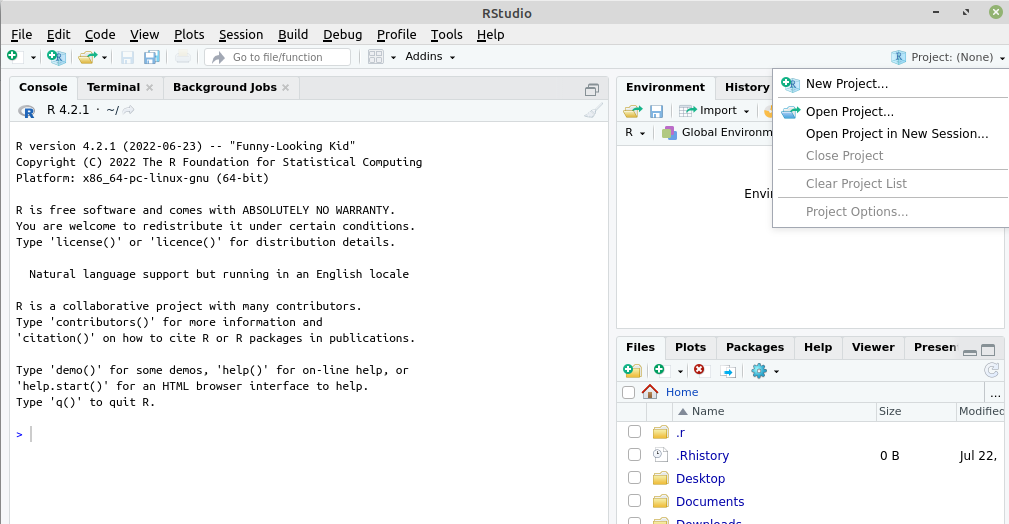 RStudio
File Edit Code View Plots Session Build Debug Profile Tools Help
Go to file/function Addins Project: (None)
Console Terminal Background Jobs
R 4.2.1 · ~/
R version 4.2.1 (2022-06-23) -- "Funny-Looking Kid"
Copyright (C) 2022 The R Foundation for Statistical Computing
Platform: x86_64-pc-linux-gnu (64-bit)
R is free software and comes with ABSOLUTELY NO WARRANTY.
You are welcome to redistribute it under certain conditions.
Type 'license()' or 'licence()' for distribution details.
Natural language support but running in an English locale
R is a collaborative project with many contributors.
Type 'contributors()' for more information and
'citation()' on how to cite R or R packages in publications.
Type 'demo()' for some demos, 'help()' for on-line help, or
'help.start()' for an HTML browser interface to help.
Type 'q()' to quit R.
>
Environment History
Import
R Global Environm
Envir
New Project...
Open Project...
Open Project in New Session...
Close Project
Clear Project List
Project Options...
Files Plots Packages Help Viewer Presen
Home ...
Name Size Modified
.r
.Rhistory 0 B Jul 22,
Desktop
Documents
Downloads